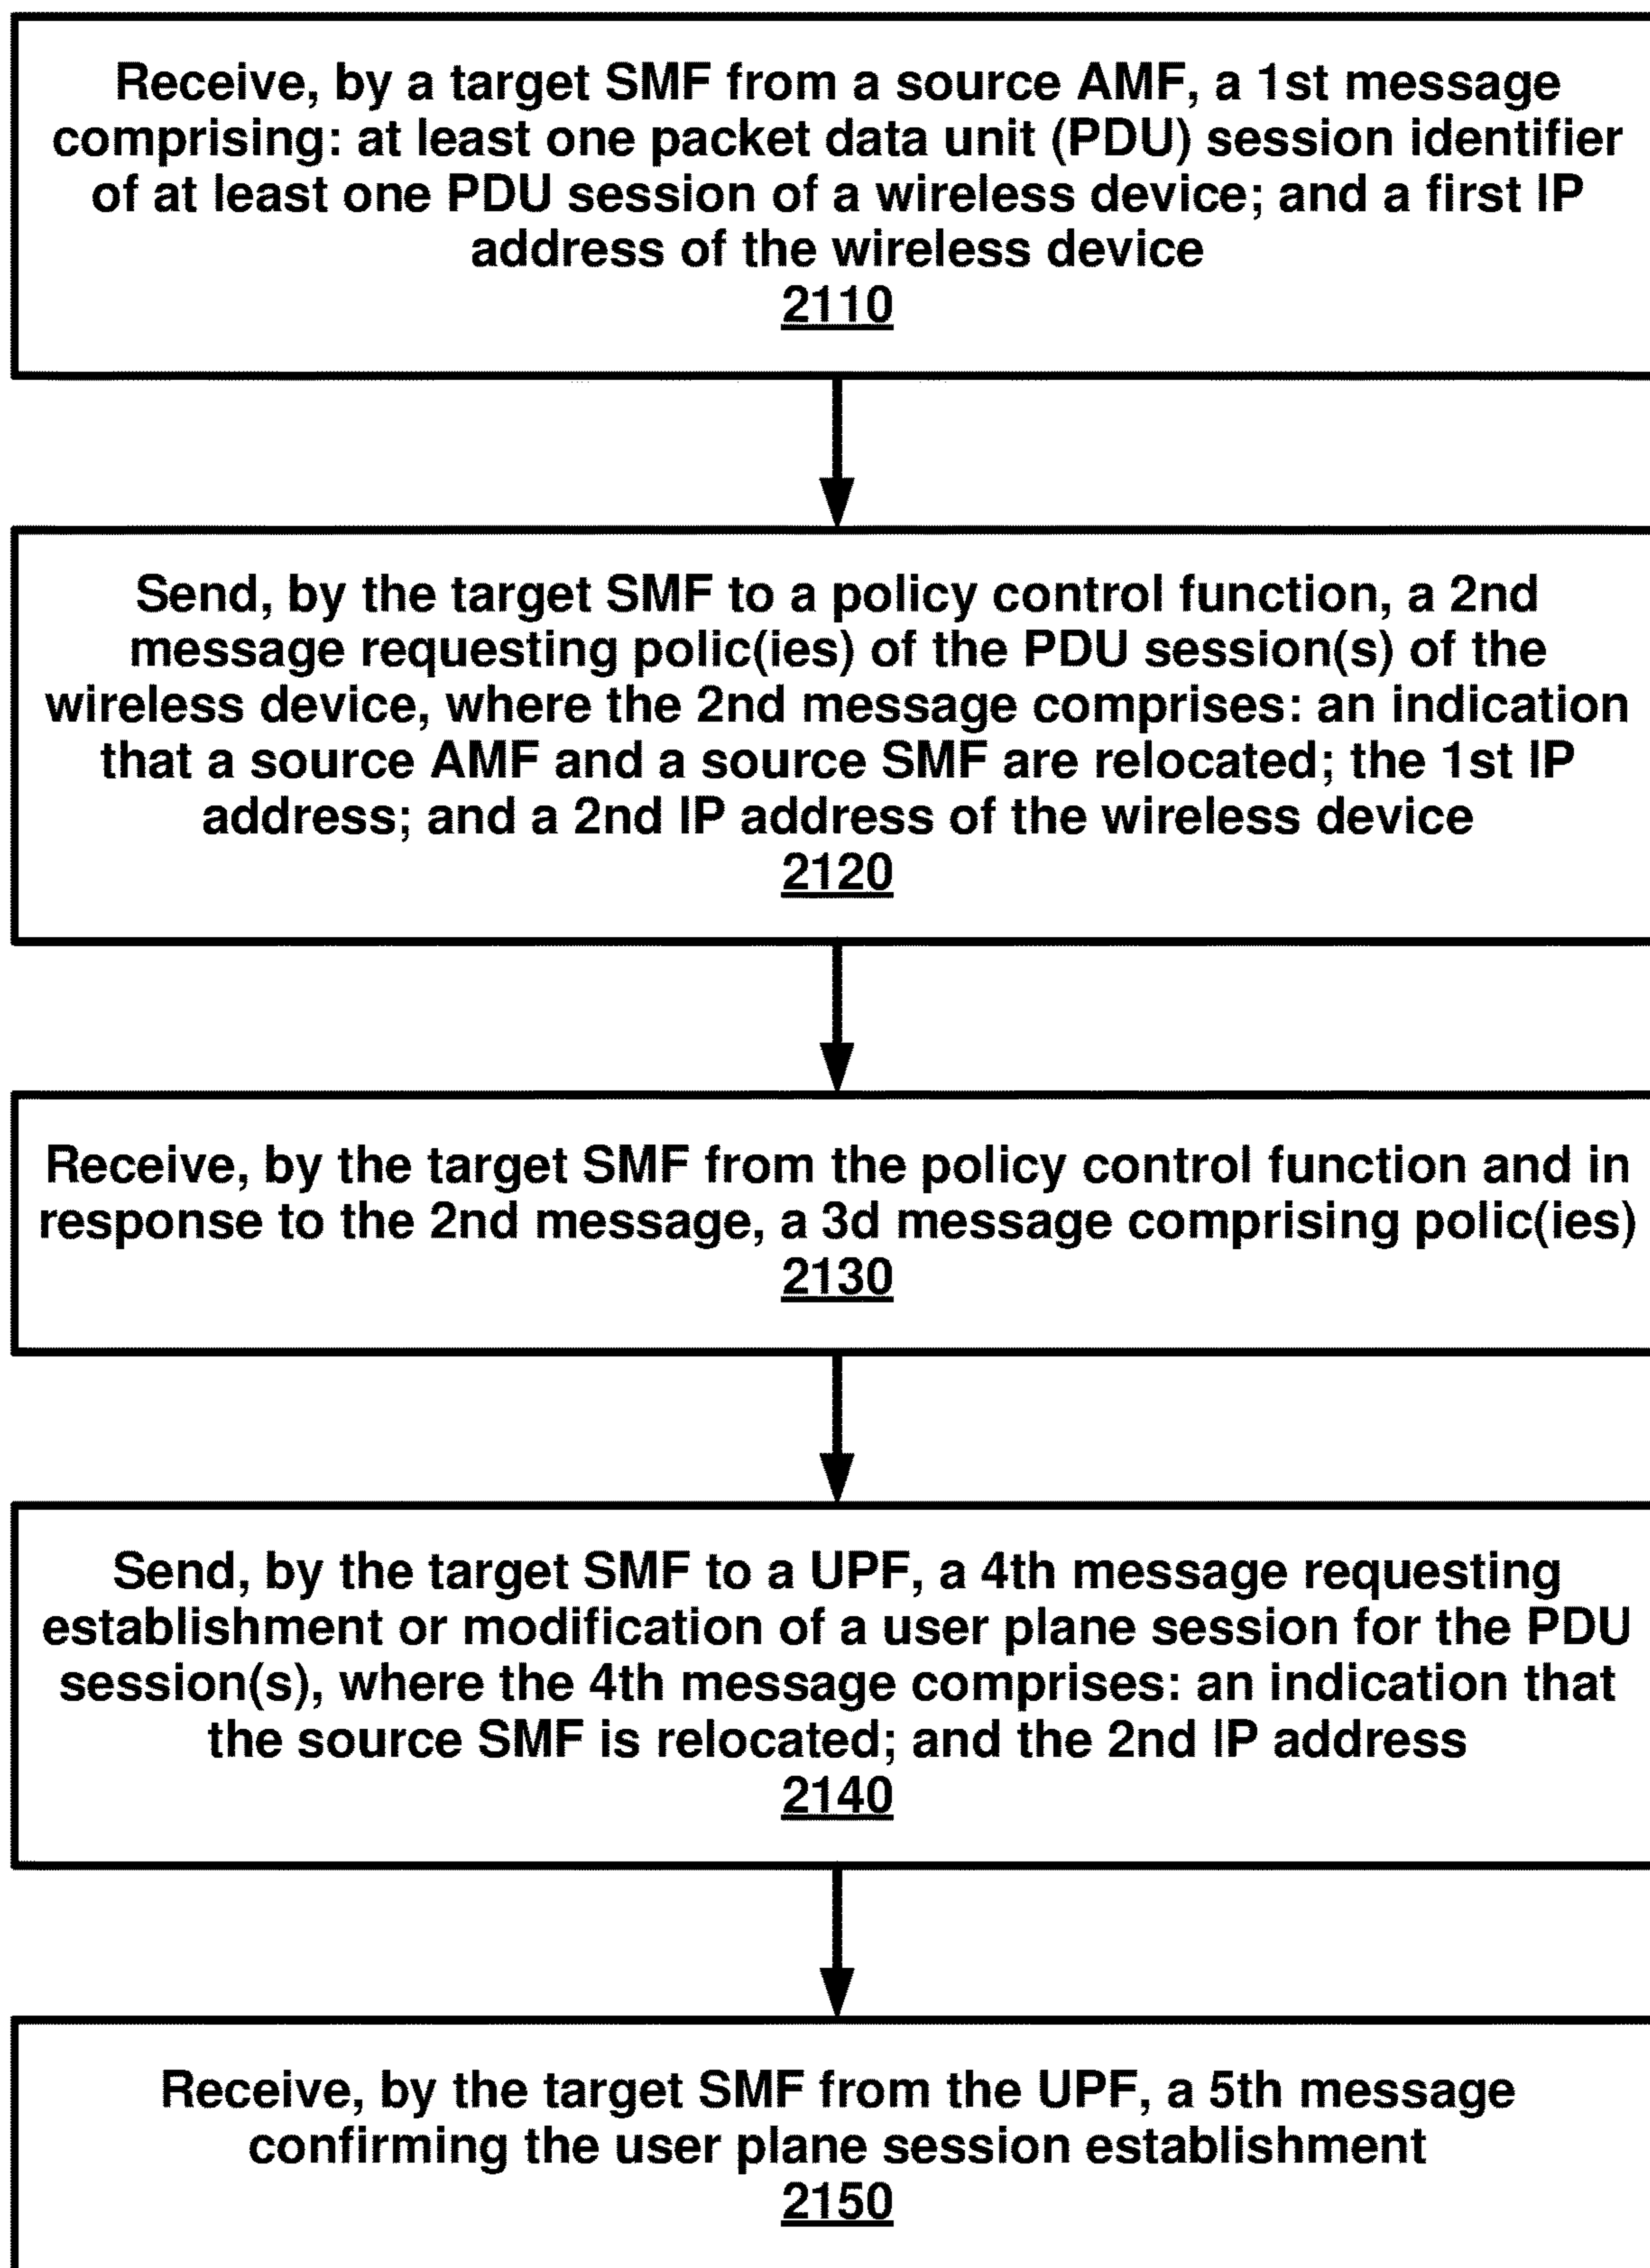 Receive, by a target SMF from a source AMF, a 1st message
comprising: at least one packet data unit (PDU) session identifier
of at least one PDU session of a wireless device; and a first IP
address of the wireless device
2110
Send, by the target SMF to a policy control function, a 2nd
message requesting polic(ies) of the PDU session(s) of the
wireless device, where the 2nd message comprises: an indication
that a source AMF and a source SMF are relocated; the 1st IP
address; and a 2nd IP address of the wireless device
2120
Receive, by the target SMF from the policy control function and in
response to the 2nd message, a 3d message comprising polic(ies)
2130
Send, by the target SMF to a UPF, a 4th message requesting
establishment or modification of a user plane session for the PDU
session(s), where the 4th message comprises: an indication that
the source SMF is relocated; and the 2nd IP address
2140
Receive, by the target SMF from the UPF, a 5th message
confirming the user plane session establishment
2150